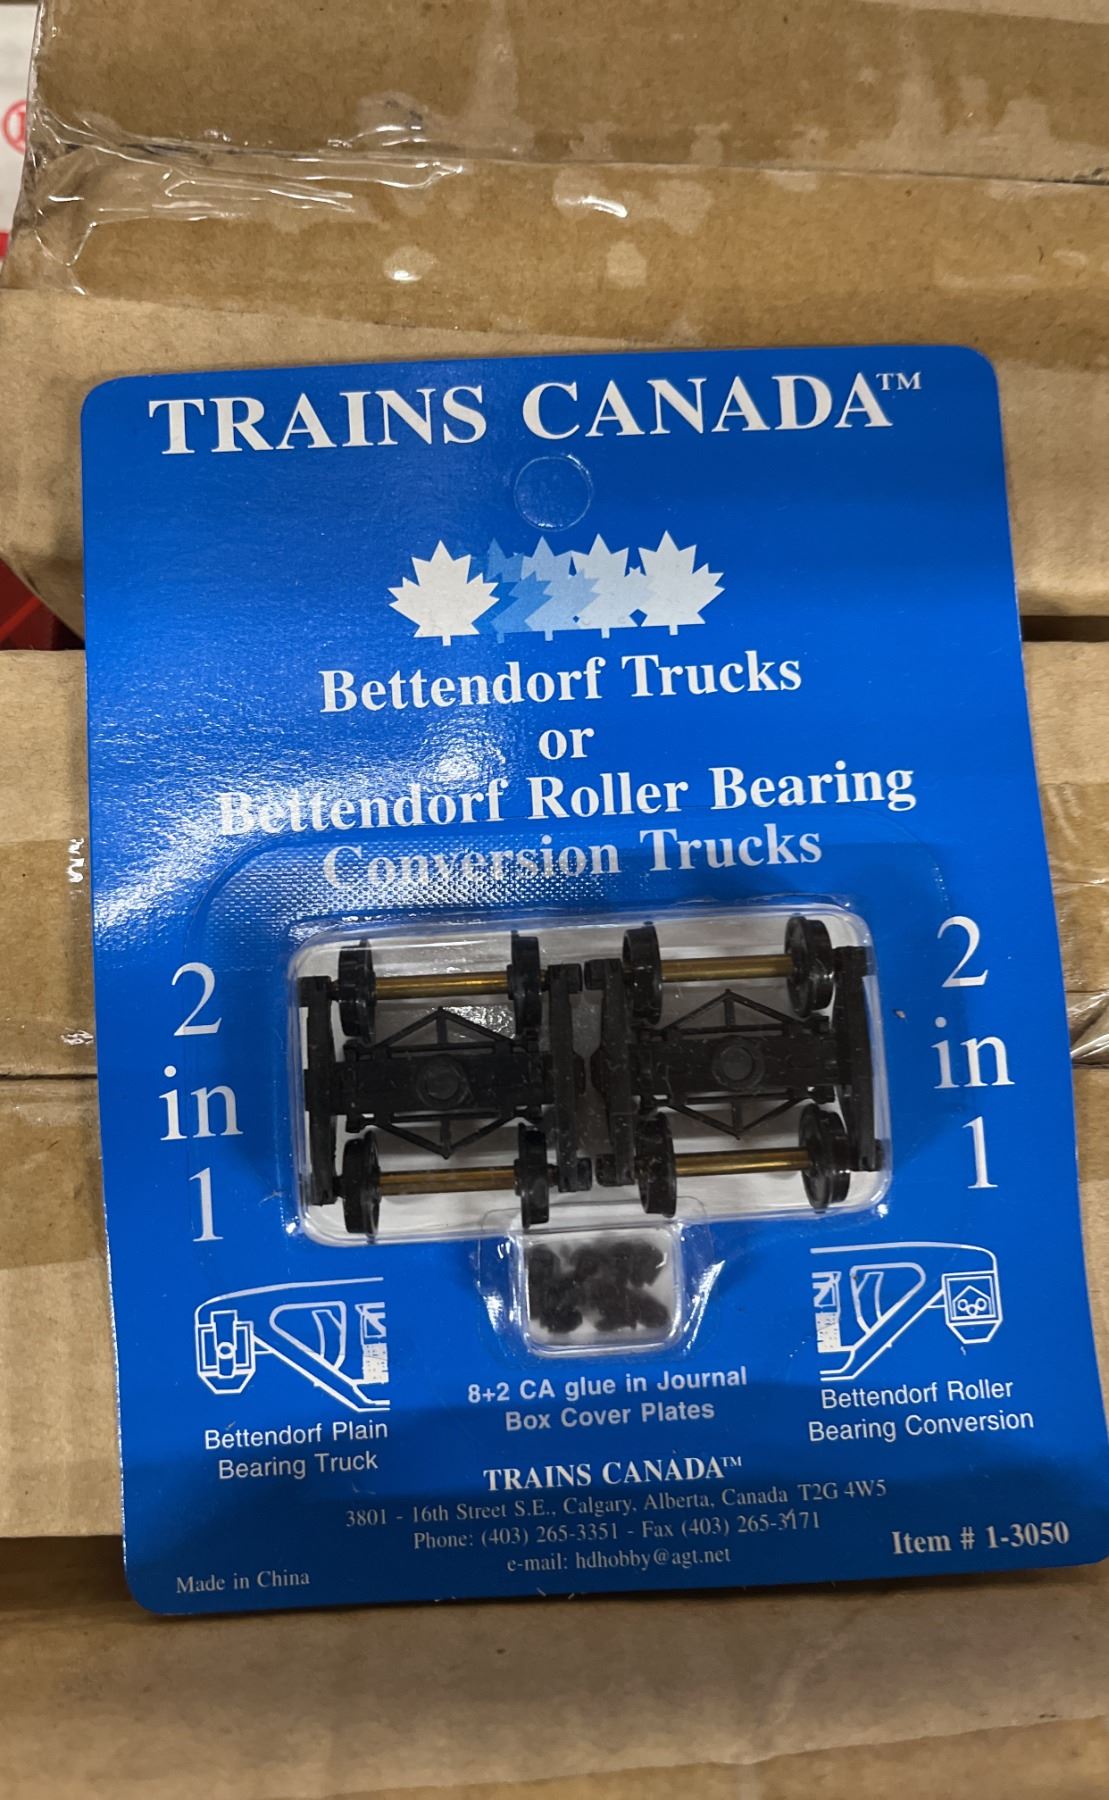 TRAINS CANADA™
Bettendorf Trucks
or
Bettendorf Roller Bearing
Conversion Trucks
2
in
1
2
in
1
Bettendorf Plain
Bearing Truck
8+2 CA glue in Journal
Box Cover Plates
Bettendorf Roller
Bearing Conversion
TRAINS CANADA™
3801 - 16th Street S.E., Calgary, Alberta, Canada T2G 4W5
Phone: (403) 265-3351 - Fax (403) 265-3171
e-mail: hdhobby@agt.net
Made in China
Item # 1-3050